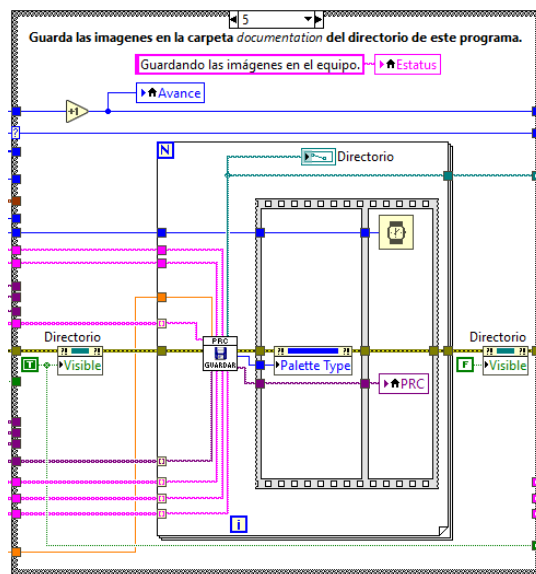 5
Guarda las imagenes en la carpeta documentation del directorio de este programa.
Guardando las imágenes en el equipo.
Estatus
+1
Avance
?
N
Directorio
Directorio
?!
?!
Visible
T
PRC
GUARDAR
?!
?!
Palette Type
PRC
Directorio
?!
?!
Visible
F
i